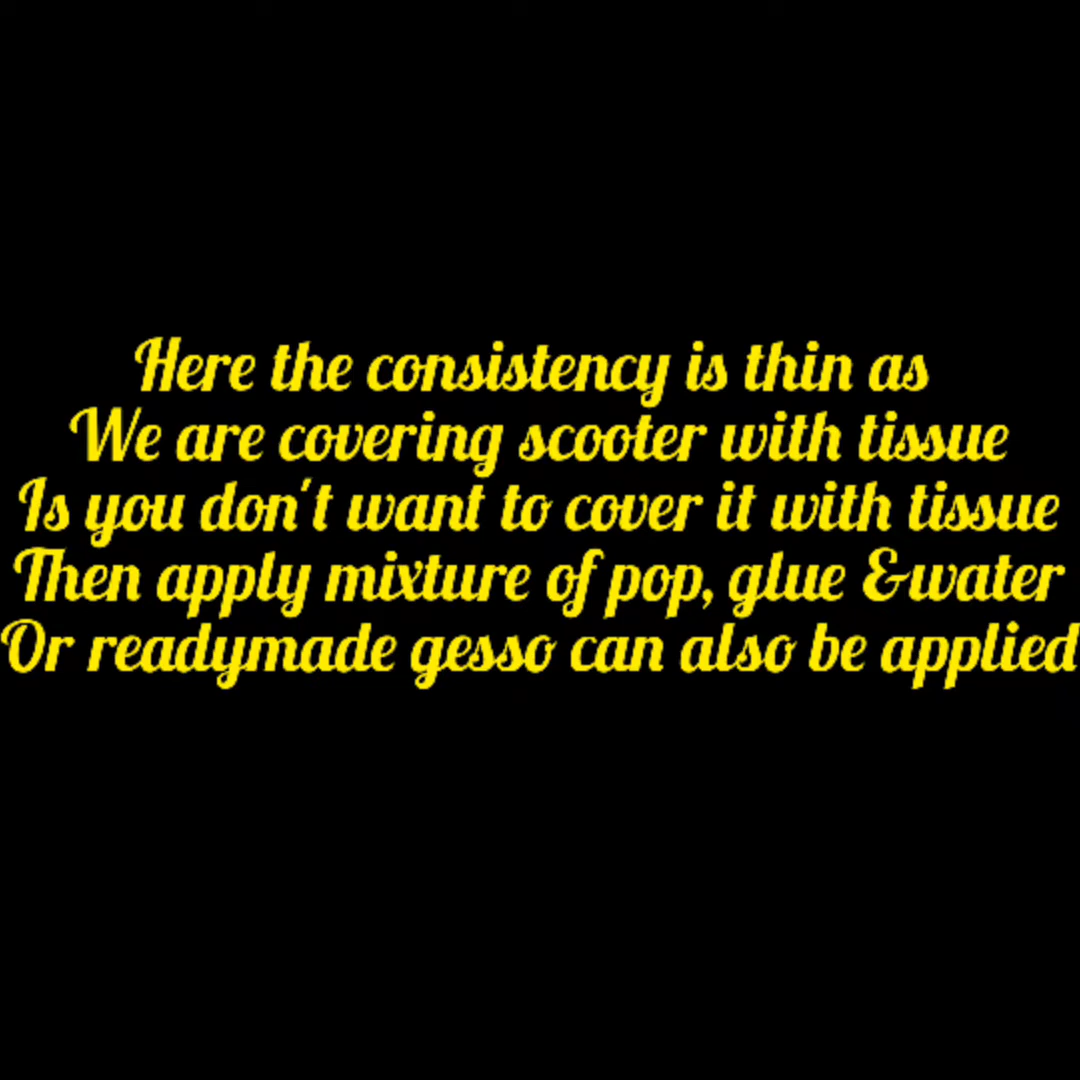 Here the consistency is thin as
We are covering scooter with tissue
Is you don't want to cover it with tissue
Then apply mixture of pop, glue &water
Or readymade gesso can also be applied